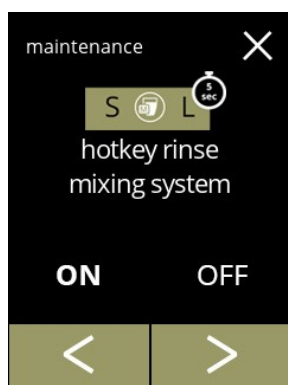 maintenance
5
sec
S L
hotkey rinse
mixing system
ON OFF